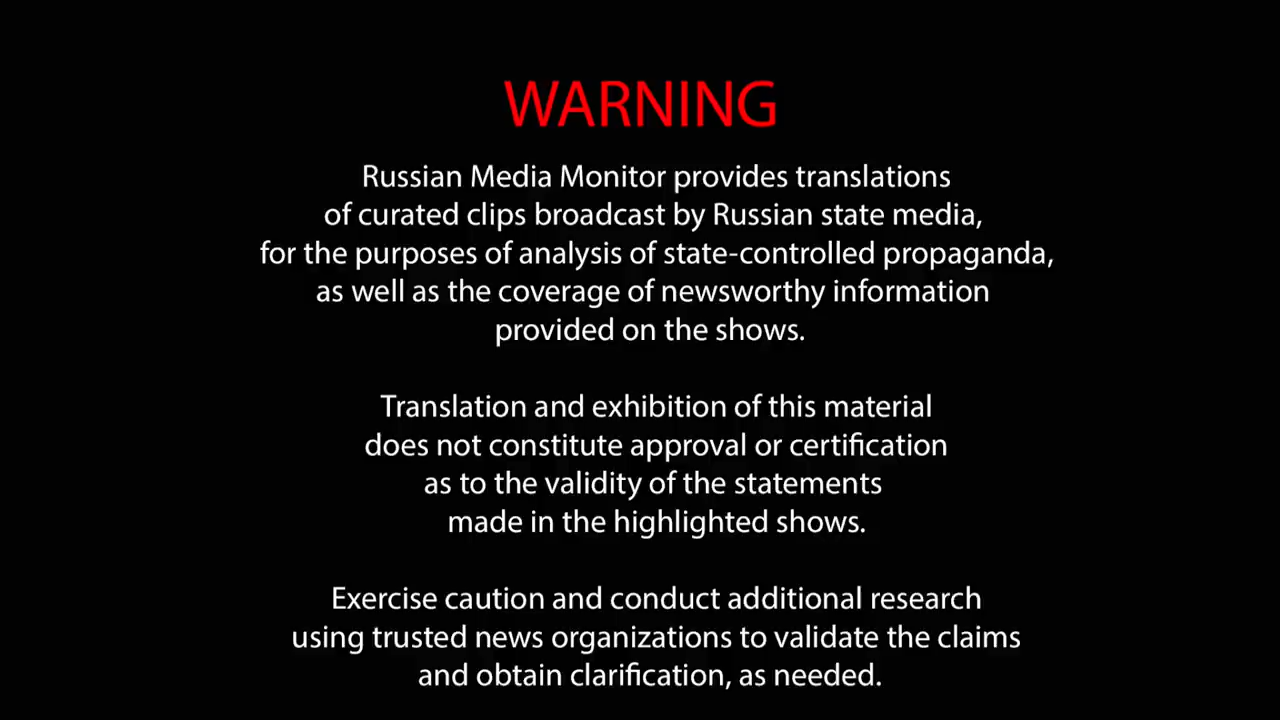 WARNING
Russian Media Monitor provides translations
of curated clips broadcast by Russian state media,
for the purposes of analysis of state-controlled propaganda,
as well as the coverage of newsworthy information
provided on the shows.
Translation and exhibition of this material
does not constitute approval or certification
as to the validity of the statements
made in the highlighted shows.
Exercise caution and conduct additional research
using trusted news organizations to validate the claims
and obtain clarification, as needed.